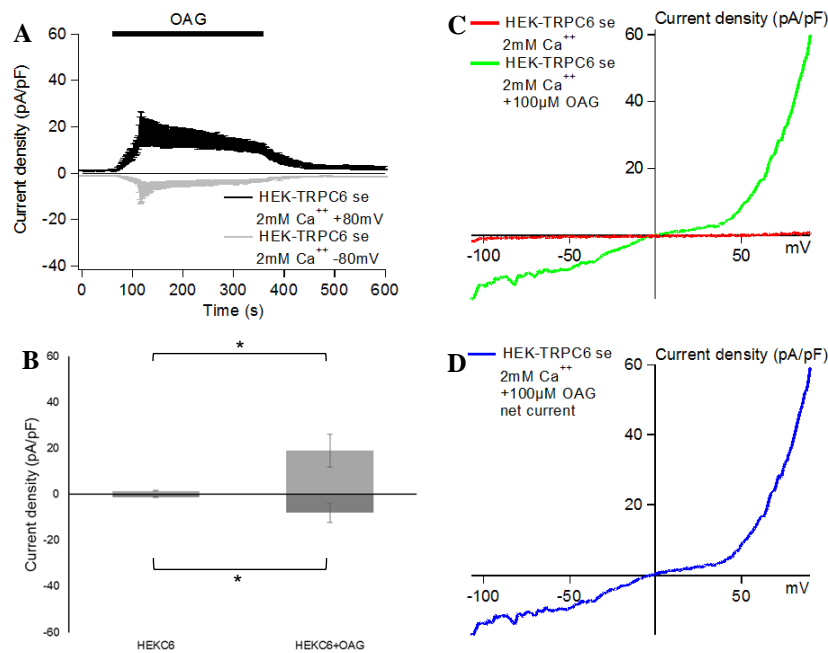 A
OAG
Current density (pA/pF)
60
40
20
0
-20
-40
HEK-TRPC6 se
2mM Ca++ +80mV
HEK-TRPC6 se
2mM Ca++ -80mV
0 100 200 300 400 500 600
Time (s)
B
Current density (pA/pF)
60
40
20
0
-20
-40
-60
*
*
HEKC6 HEKC6+OAG
C
HEK-TRPC6 se
2mM Ca++
HEK-TRPC6 se
2mM Ca++
+100µM OAG
Current density (pA/pF)
60
40
20
-100 -50 50
mV
D
HEK-TRPC6 se
2mM Ca++
+100µM OAG
net current
Current density (pA/pF)
60
40
20
-100 -50 50
mV